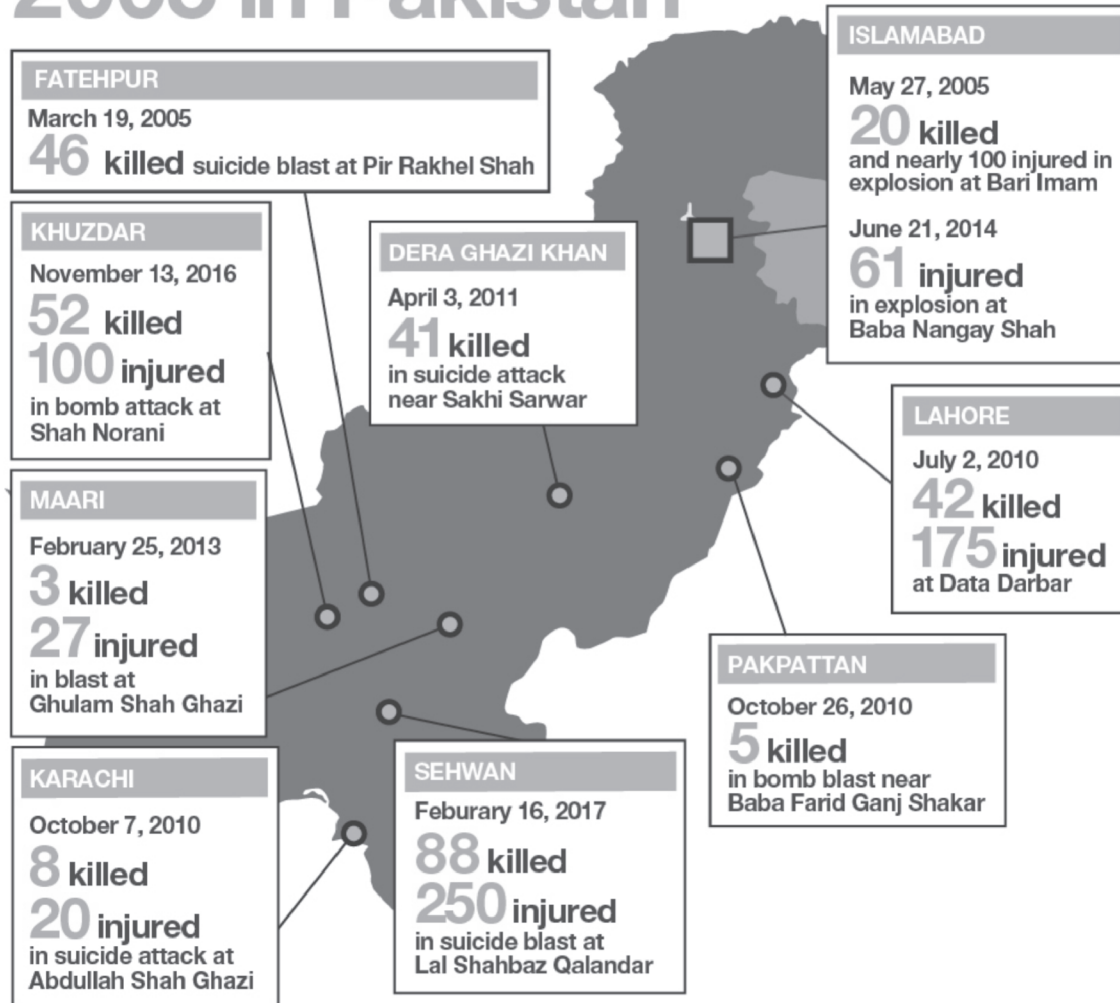 2005 in Pakistan
FATEHPUR
March 19, 2005
46 killed suicide blast at Pir Rakhel Shah
KHUZDAR
November 13, 2016
52 killed
100 injured
in bomb attack at
Shah Norani
MAARI
February 25, 2013
3 killed
27 injured
in blast at
Ghulam Shah Ghazi
KARACHI
October 7, 2010
8 killed
20 injured
in suicide attack at
Abdullah Shah Ghazi
DERA GHAZI KHAN
April 3, 2011
41 killed
in suicide attack
near Sakhi Sarwar
SEHWAN
Feburary 16, 2017
88 killed
250 injured
in suicide blast at
Lal Shahbaz Qalandar
ISLAMABAD
May 27, 2005
20 killed
and nearly 100 injured in
explosion at Bari Imam
June 21, 2014
61 injured
in explosion at
Baba Nangay Shah
LAHORE
July 2, 2010
42 killed
175 injured
at Data Darbar
PAKPATTAN
October 26, 2010
5 killed
in bomb blast near
Baba Farid Ganj Shakar